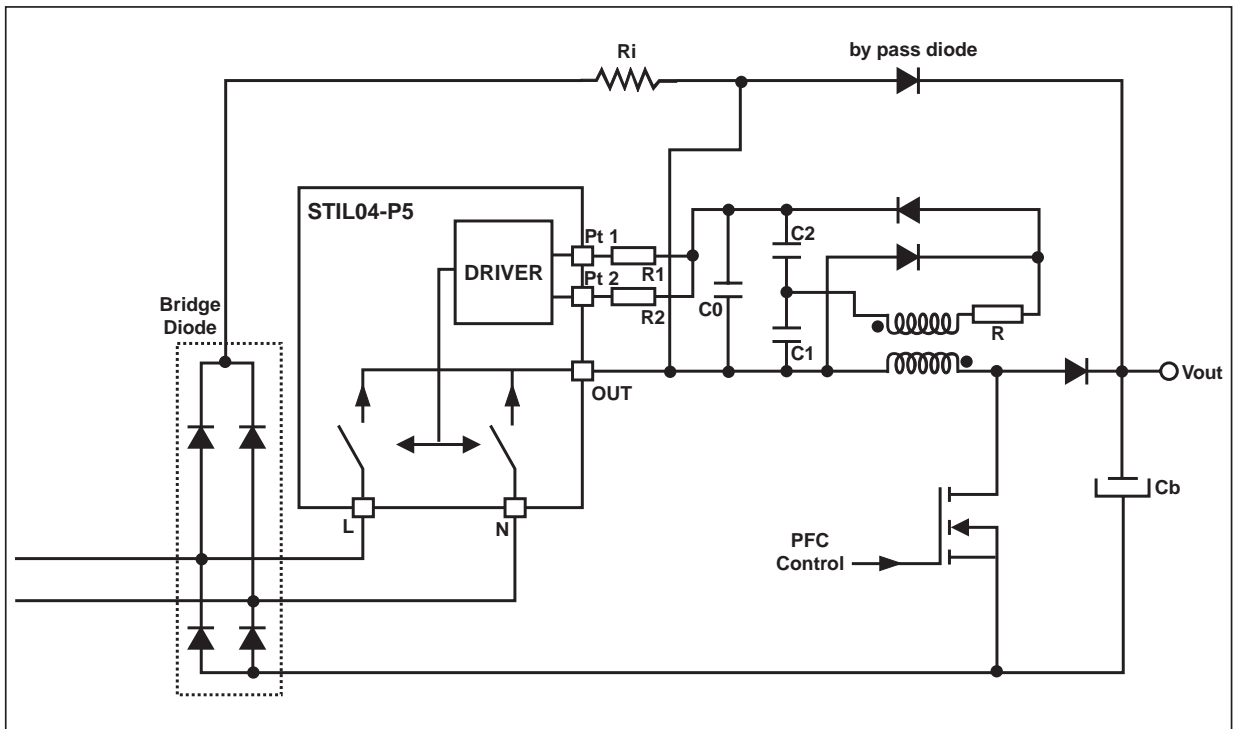 Ri
by pass diode
STIL04-P5
DRIVER
Pt 1
R1
Pt 2
R2
C2
C0
C1
R
Bridge
Diode
OUT
Vout
L
N
Cb
PFC
Control